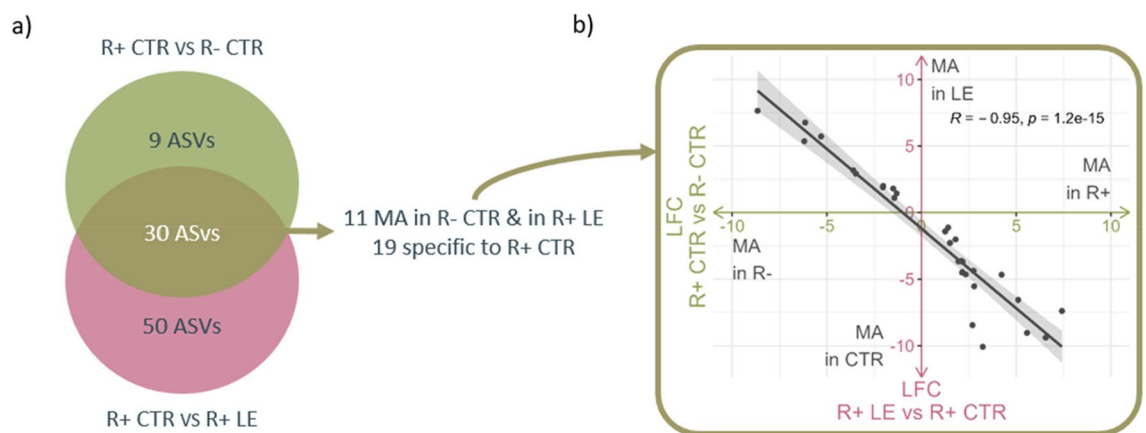 a)
R+ CTR vs R- CTR
9 ASVs
30 ASvs
50 ASVs
R+ CTR vs R+ LE
11 MA in R- CTR & in R+ LE
19 specific to R+ CTR
b)
LFC
R+ CTR vs R- CTR
10
MA
in LE
R = − 0.95, p = 1.2e-15
5
MA
in R+
0
-10
-5
0
5
10
MA
in R-
-5
MA
in CTR
-10
LFC
R+ LE vs R+ CTR